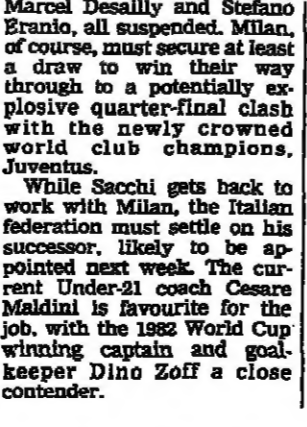 Marcel Desailly and Stefano
Eranio, all suspended. Milan,
of course, must secure at least
a draw to win their way
through to a potentially ex-
plosive quarter-final clash
with the newly crowned
world club champions,
Juventus.
While Sacchi gets back to
work with Milan, the Italian
federation must settle on his
successor, likely to be ap-
pointed next week. The cur-
rent Under-21 coach Cesare
Maldini is favourite for the
job, with the 1982 World Cup
winning captain and goal-
keeper Dino Zoff a close
contender.